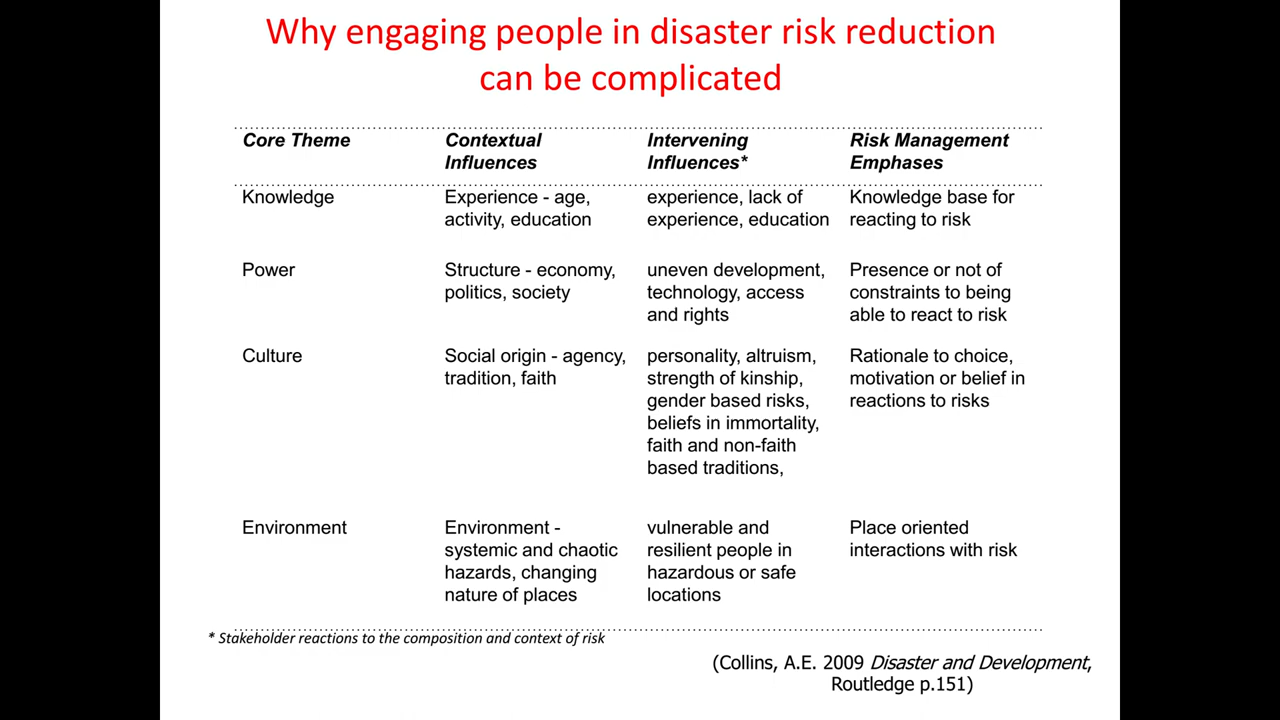 Why engaging people in disaster risk reduction
can be complicated
Core Theme
Contextual
Influences
Intervening
Influences*
Risk Management
Emphases
Knowledge
Experience - age,
activity, education
experience, lack of
experience, education
Knowledge base for
reacting to risk
Power
Structure - economy,
politics, society
uneven development,
technology, access
and rights
Presence or not of
constraints to being
able to react to risk
Culture
Social origin - agency,
tradition, faith
personality, altruism,
strength of kinship,
gender based risks,
beliefs in immortality,
faith and non-faith
based traditions,
Rationale to choice,
motivation or belief in
reactions to risks
Environment
Environment -
systemic and chaotic
hazards, changing
nature of places
vulnerable and
resilient people in
hazardous or safe
locations
Place oriented
interactions with risk
* Stakeholder reactions to the composition and context of risk
(Collins, A.E. 2009 Disaster and Development,
Routledge p.151)